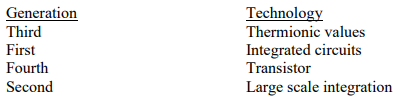 Generation Technology
Third Thermionic values
First Integrated circuits
Fourth Transistor
Second Large scale integration